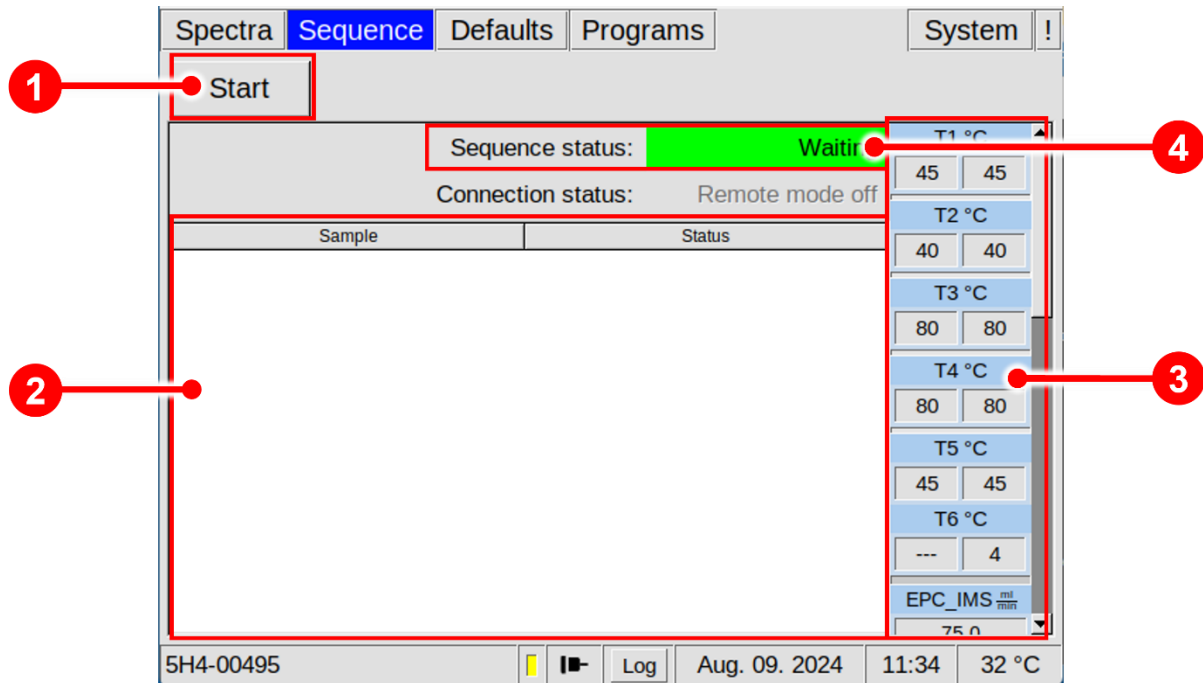 Spectra Sequence Defaults Programs System !
1 Start
Sequence status: 4
Connection status: Remote mode off
Sample Status
2
T1 °C
45 45
T2 °C
40 40
T3 °C
80 80
T4 °C
3
80 80
T5 °C
45 45
T6 °C
--- 4
EPC_IMS ml/min
75.0
5H4-00495 Log Aug. 09. 2024 11:34 32 °C